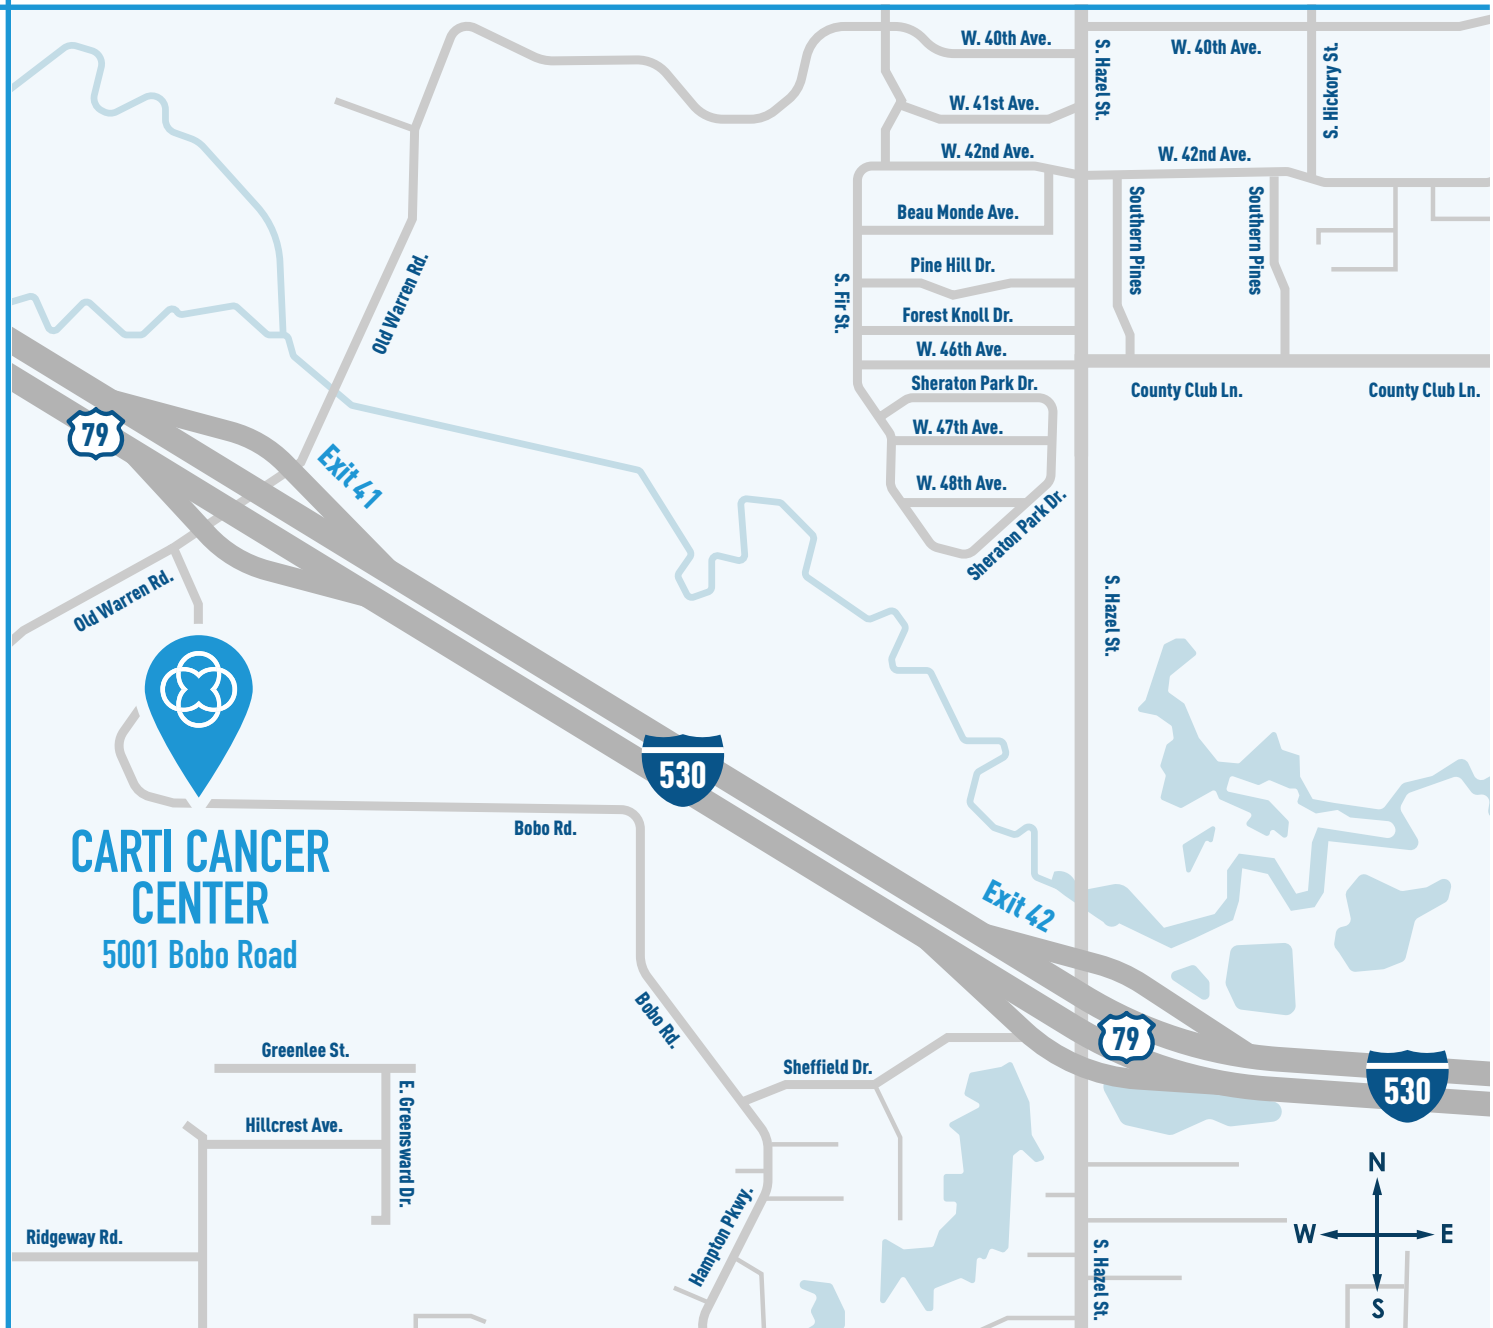 W. 40th Ave.
S. Hazel St.
W. 40th Ave.
S. Hickory St.
W. 41st Ave.
W. 42nd Ave.
W. 42nd Ave.
Beau Monde Ave.
Southern Pines
Southern Pines
Old Warren Rd.
Pine Hill Dr.
S. Fir St.
Forest Knoll Dr.
W. 46th Ave.
Sheraton Park Dr.
County Club Ln.
County Club Ln.
79
W. 47th Ave.
Exit 41
W. 48th Ave.
Sheraton Park Dr.
Old Warren Rd.
S. Hazel St.
530
Bobo Rd.
CARTI CANCER
CENTER
5001 Bobo Road
Exit 42
Bobo Rd.
79
Greenlee St.
Sheffield Dr.
530
E. Greensward Dr.
Hillcrest Ave.
N
W
E
S
Ridgeway Rd.
Hampton Pkwy.
S. Hazel St.